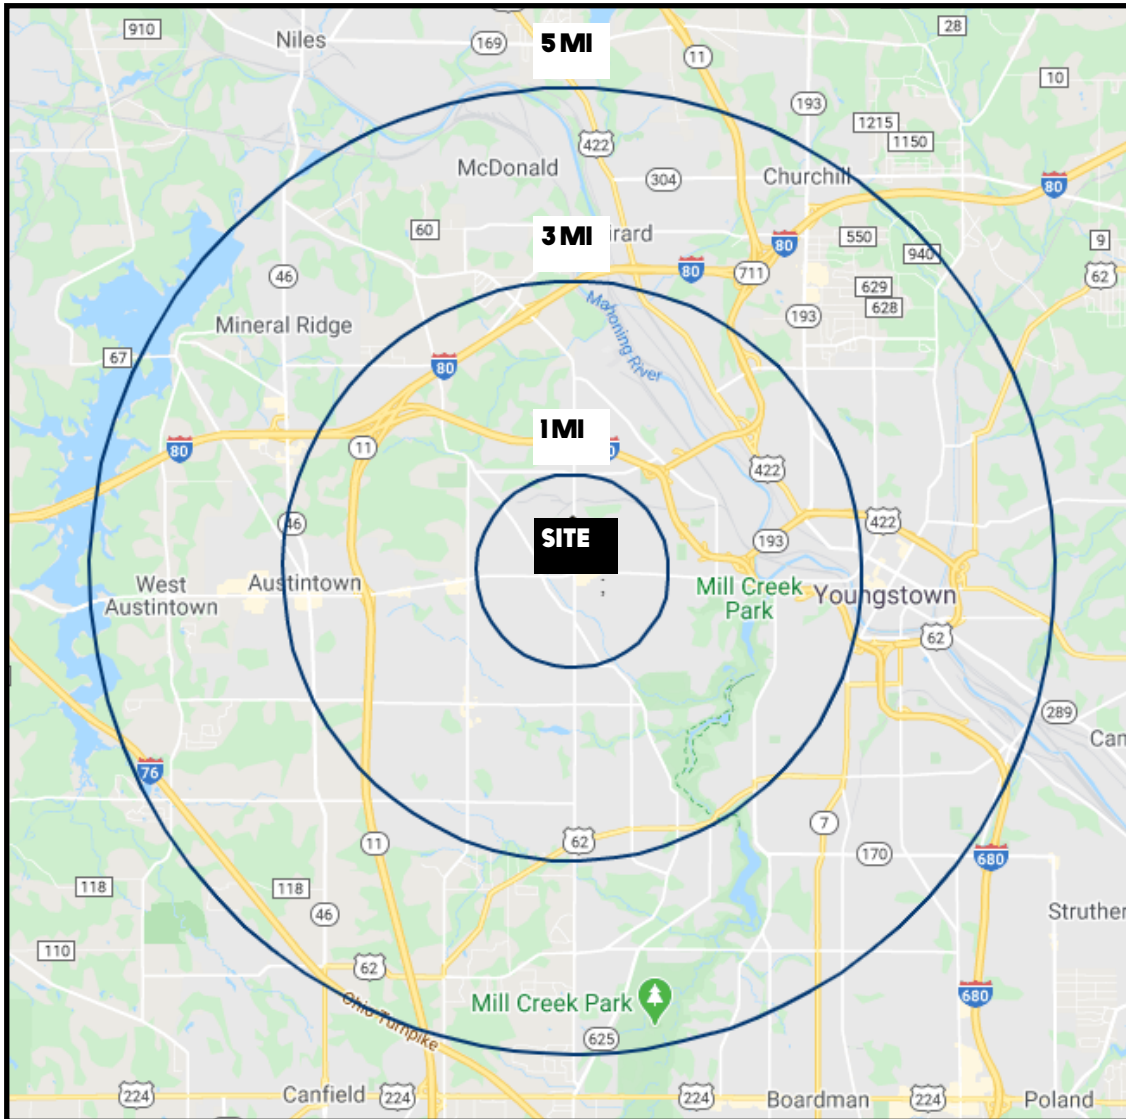 910
Niles
169
5 MI
11
28
10
193
1215
1150
422
McDonald
304
Churchill
80
60
3 MI
irard
550
80
9
940
46
80
711
62
629
628
193
Mahoning River
Mineral Ridge
67
80
1 MI
80
11
422
46
SITE
422
193
West
Austintown
Austintown
Mill Creek
Park
Youngstown
62
289
Can
76
62
7
11
170
680
118
118
46
Struther
110
62
680
Mill Creek Park
Ohio Turnpike
625
224
Canfield
224
224
Boardman
224
Poland